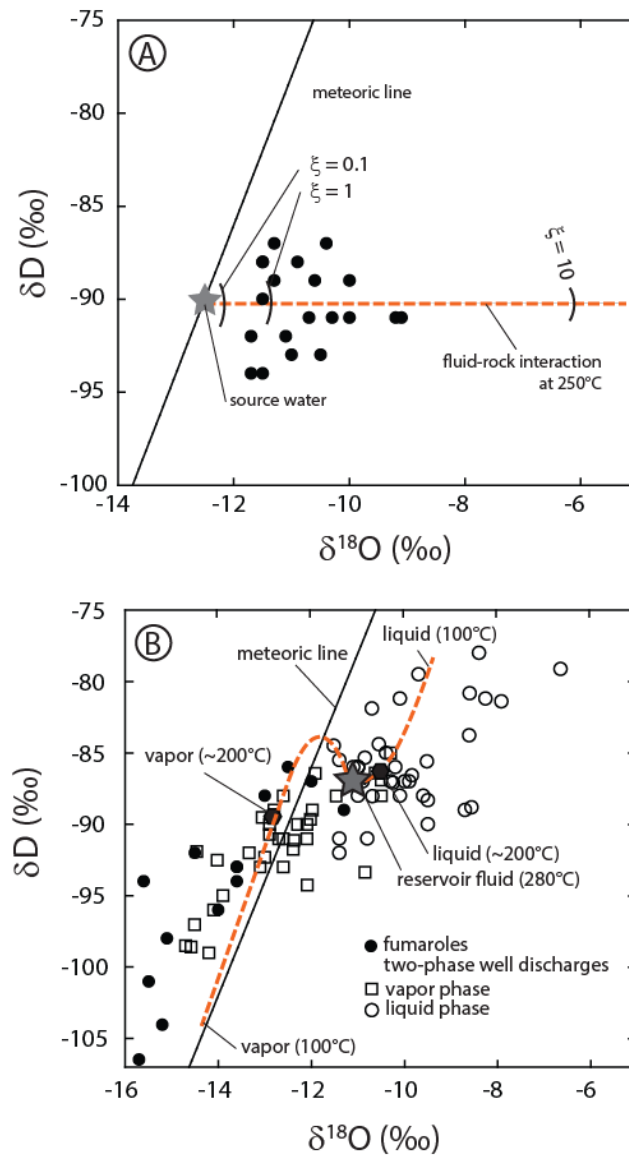 A
-75
-80
-85
-90
-95
-100
δD (‰)
meteoric line
ξ = 0.1
ξ = 1
ξ = 10
fluid-rock interaction
at 250°C
source water
-14
-12
-10
-8
-6
δ¹⁸O (‰)
B
-75
-80
-85
-90
-95
-100
-105
δD (‰)
liquid (100°C)
meteoric line
vapor (~200°C)
liquid (~200°C)
reservoir fluid (280°C)
fumaroles
two-phase well discharges
vapor phase
liquid phase
vapor (100°C)
-16
-14
-12
-10
-8
-6
δ¹⁸O (‰)